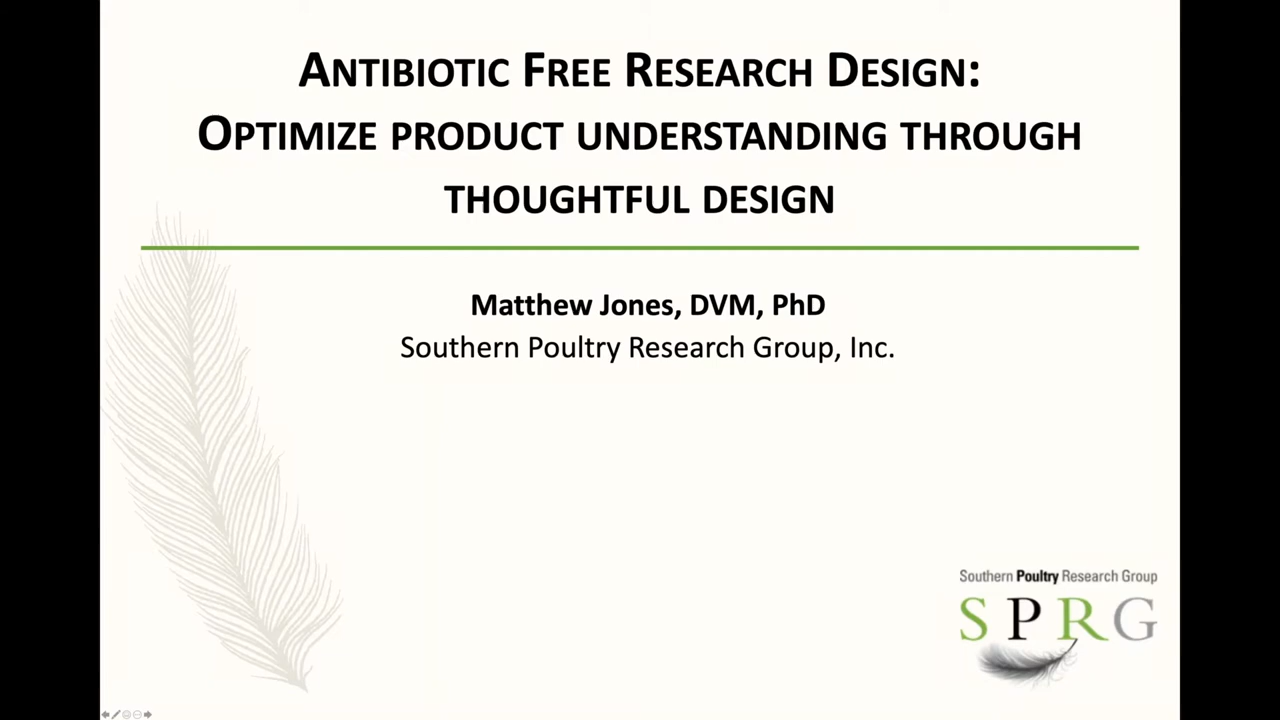 ANTIBIOTIC FREE RESEARCH DESIGN:
OPTIMIZE PRODUCT UNDERSTANDING THROUGH
THOUGHTFUL DESIGN
Matthew Jones, DVM, PhD
Southern Poultry Research Group, Inc.
Southern Poultry Research Group
SPRG